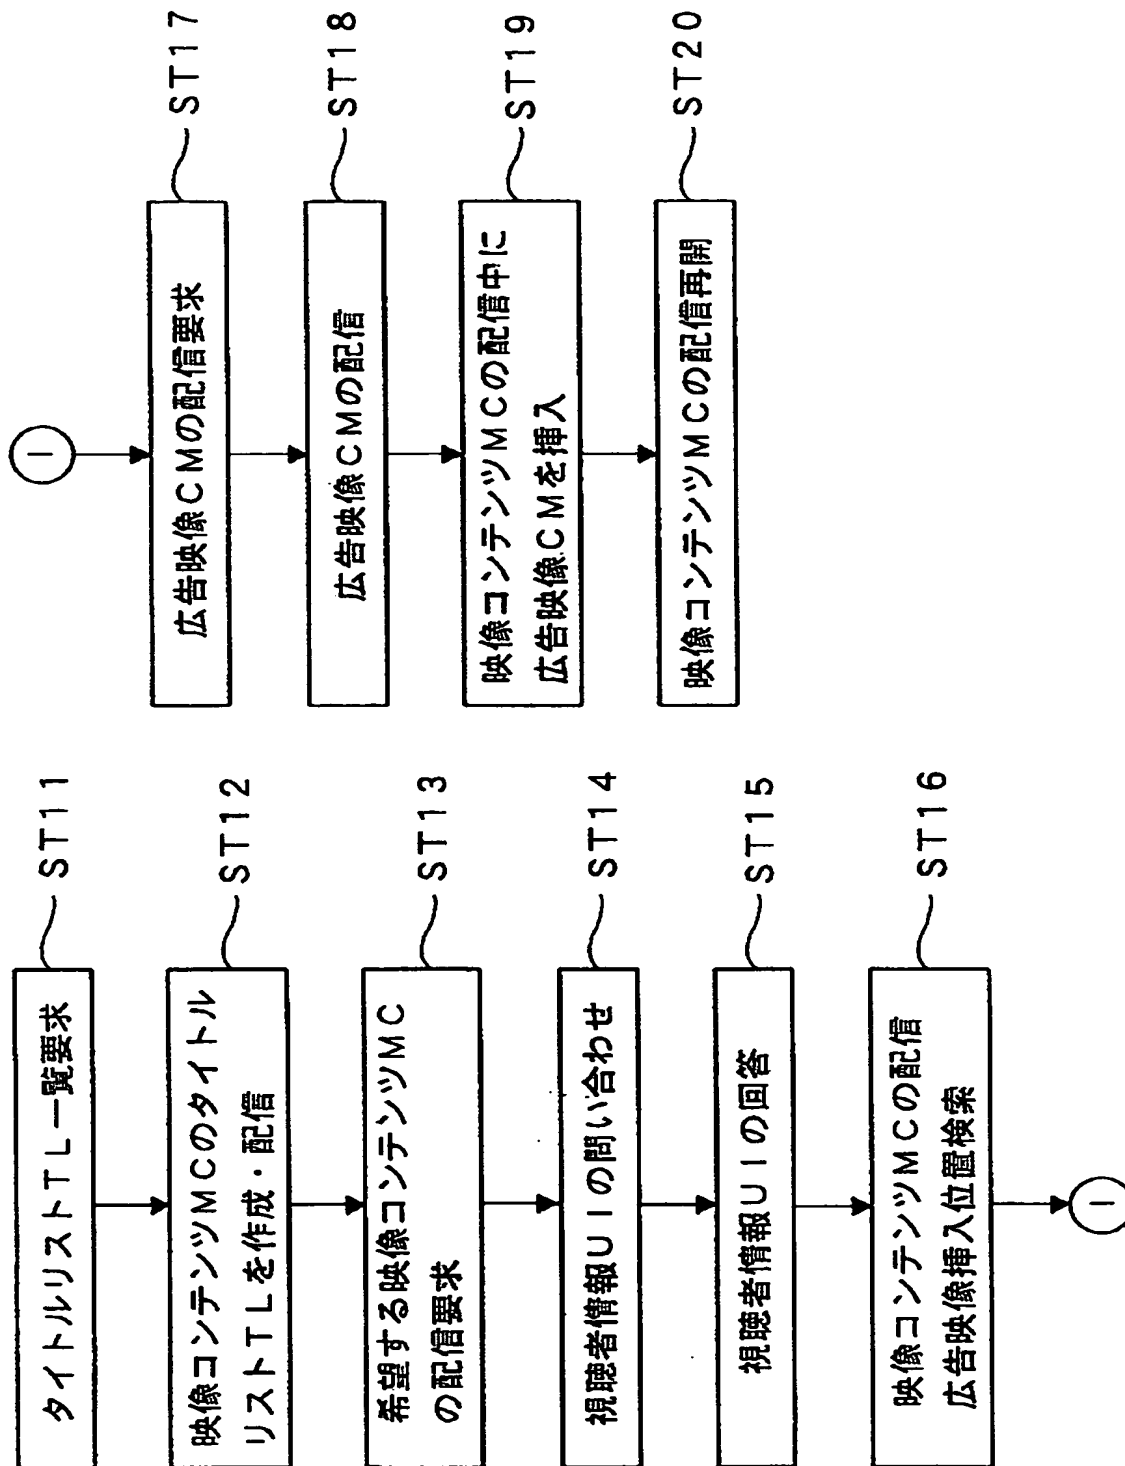 タイトルリストTL一覧要求
ST11
映像コンテンツMCのタイトル
リストTLを作成・配信
ST12
希望する映像コンテンツMC
の配信要求
ST13
視聴者情報UIの問い合わせ
ST14
視聴者情報UIの回答
ST15
映像コンテンツMCの配信
広告映像挿入位置検索
ST16
1
1
広告映像CMの配信要求
ST17
広告映像CMの配信
ST18
映像コンテンツMCの配信中に
広告映像CMを挿入
ST19
映像コンテンツMCの配信再開
ST20